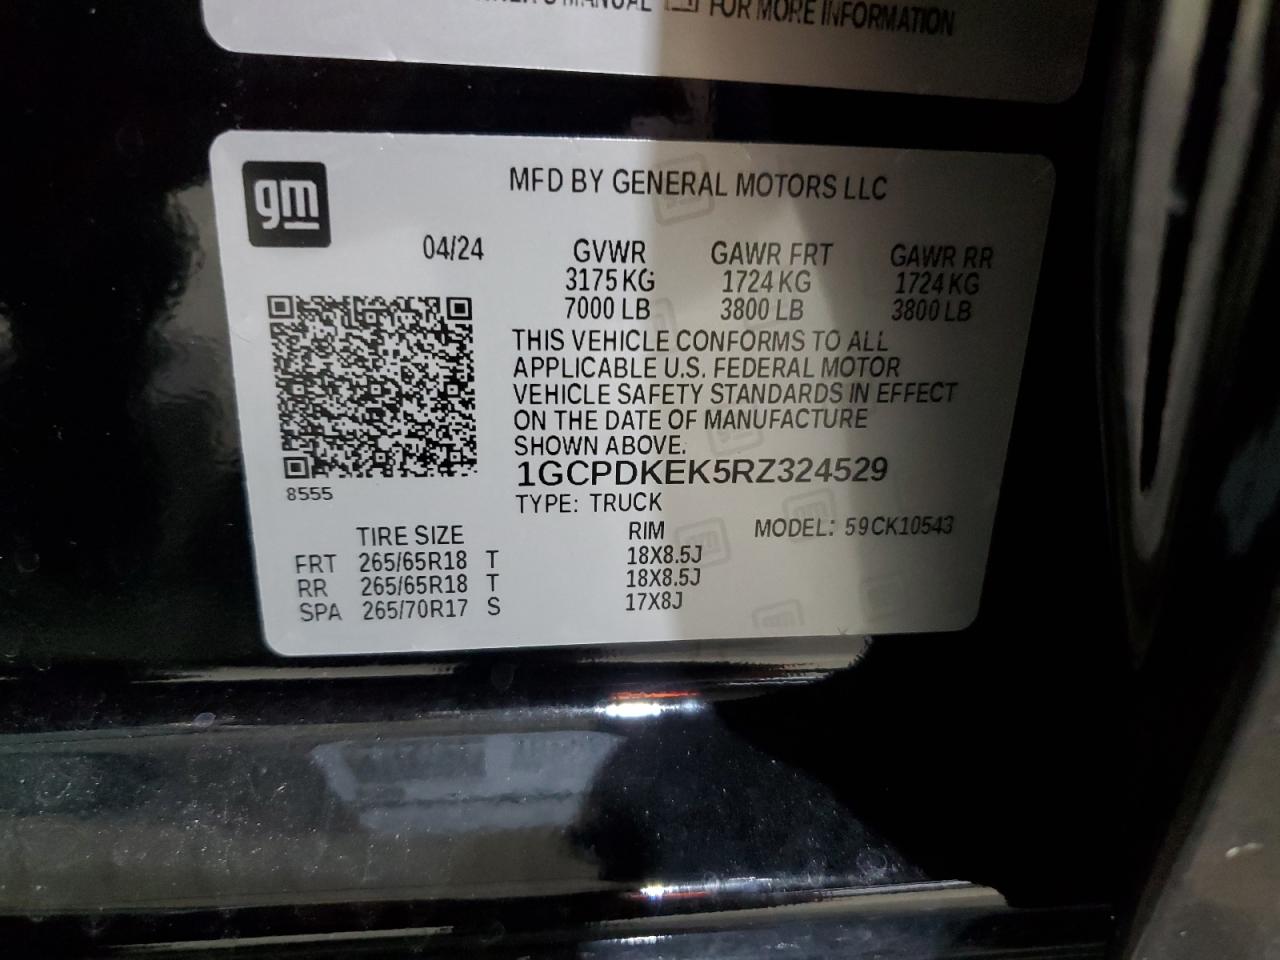 MANUAL FOR MORE INFORMATION
gm
MFD BY GENERAL MOTORS LLC
04/24 GVWR GAWR FRT GAWR RR
3175 KG 1724 KG 1724 KG
7000 LB 3800 LB 3800 LB
THIS VEHICLE CONFORMS TO ALL
APPLICABLE U.S. FEDERAL MOTOR
VEHICLE SAFETY STANDARDS IN EFFECT
ON THE DATE OF MANUFACTURE
SHOWN ABOVE.
1GCPDKEK5RZ324529
8555
TYPE: TRUCK
TIRE SIZE RIM MODEL: 59CK10543
FRT 265/65R18 T 18X8.5J
RR 265/65R18 T 18X8.5J
SPA 265/70R17 S 17X8J